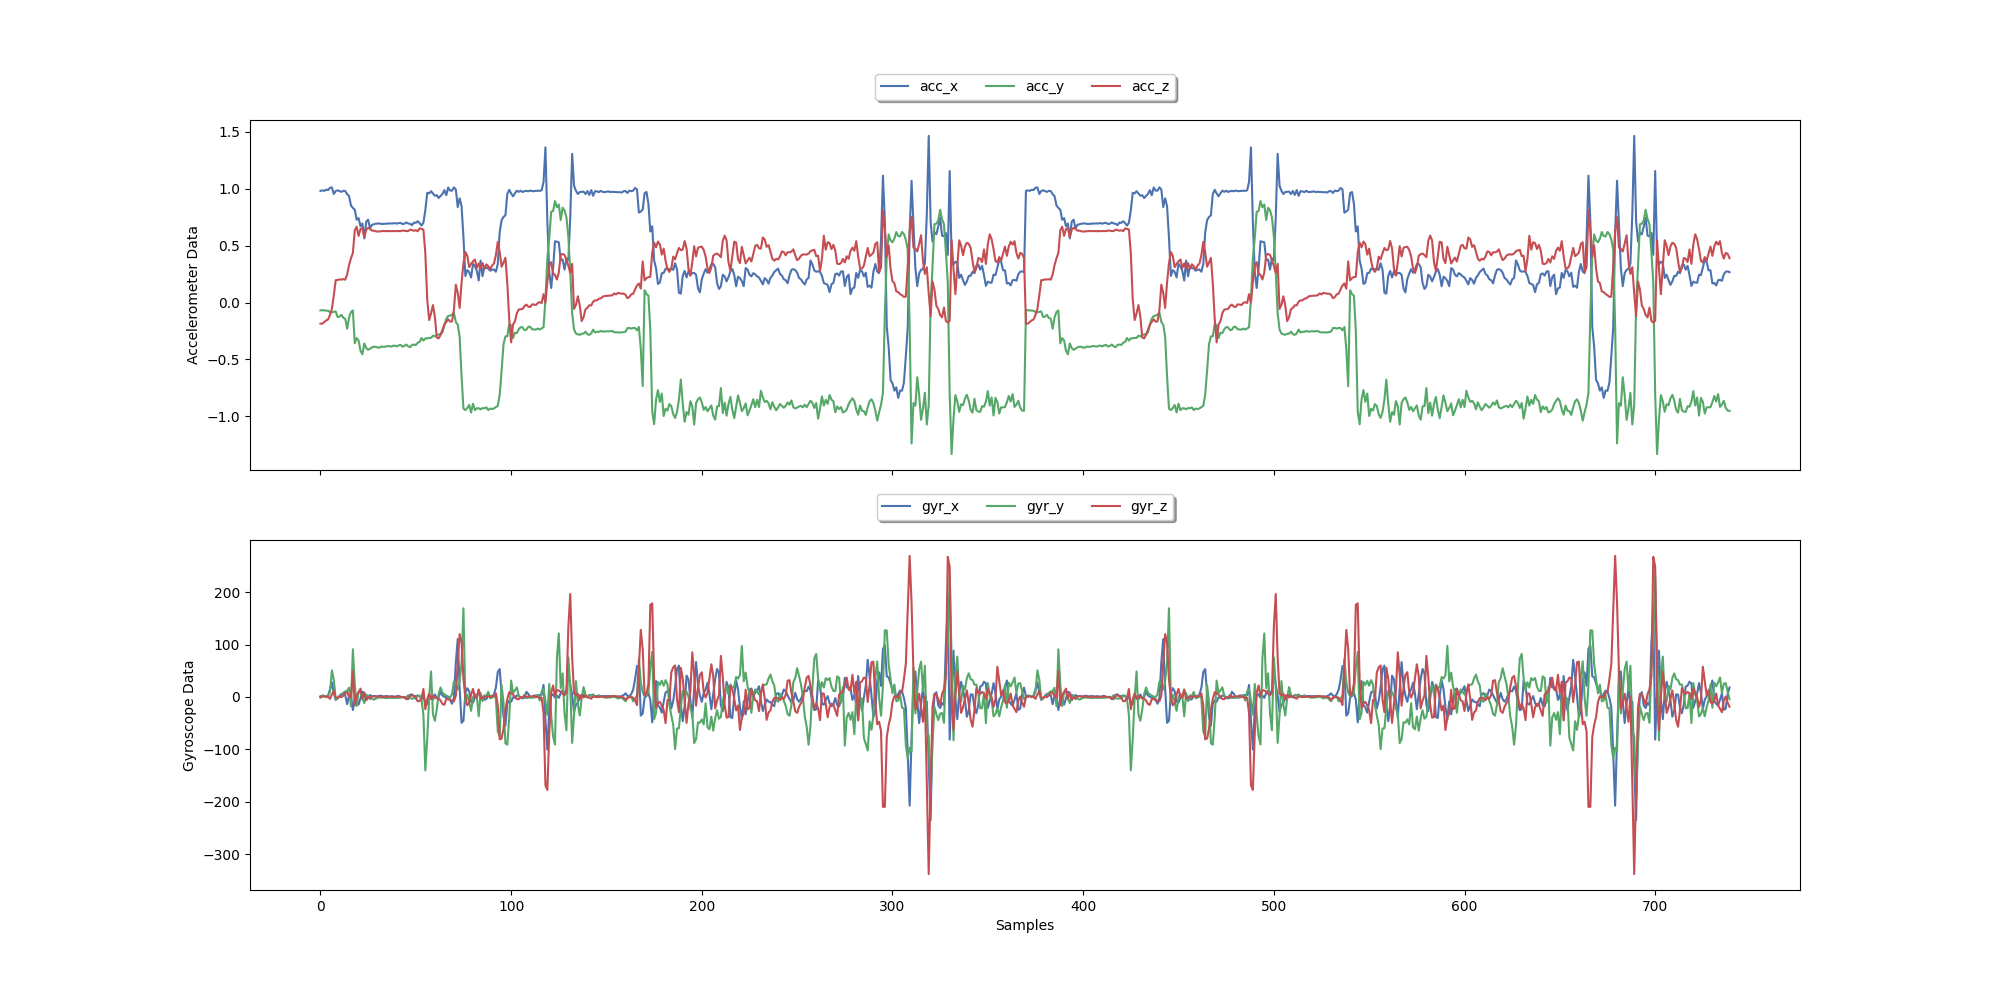 acc_x acc_y acc_z
1.5
1.0
0.5
0.0
−0.5
−1.0
Accelerometer Data
gyr_x gyr_y gyr_z
200
100
0
−100
−200
−300
Gyroscope Data
0 100 200 300 400 500 600 700
Samples